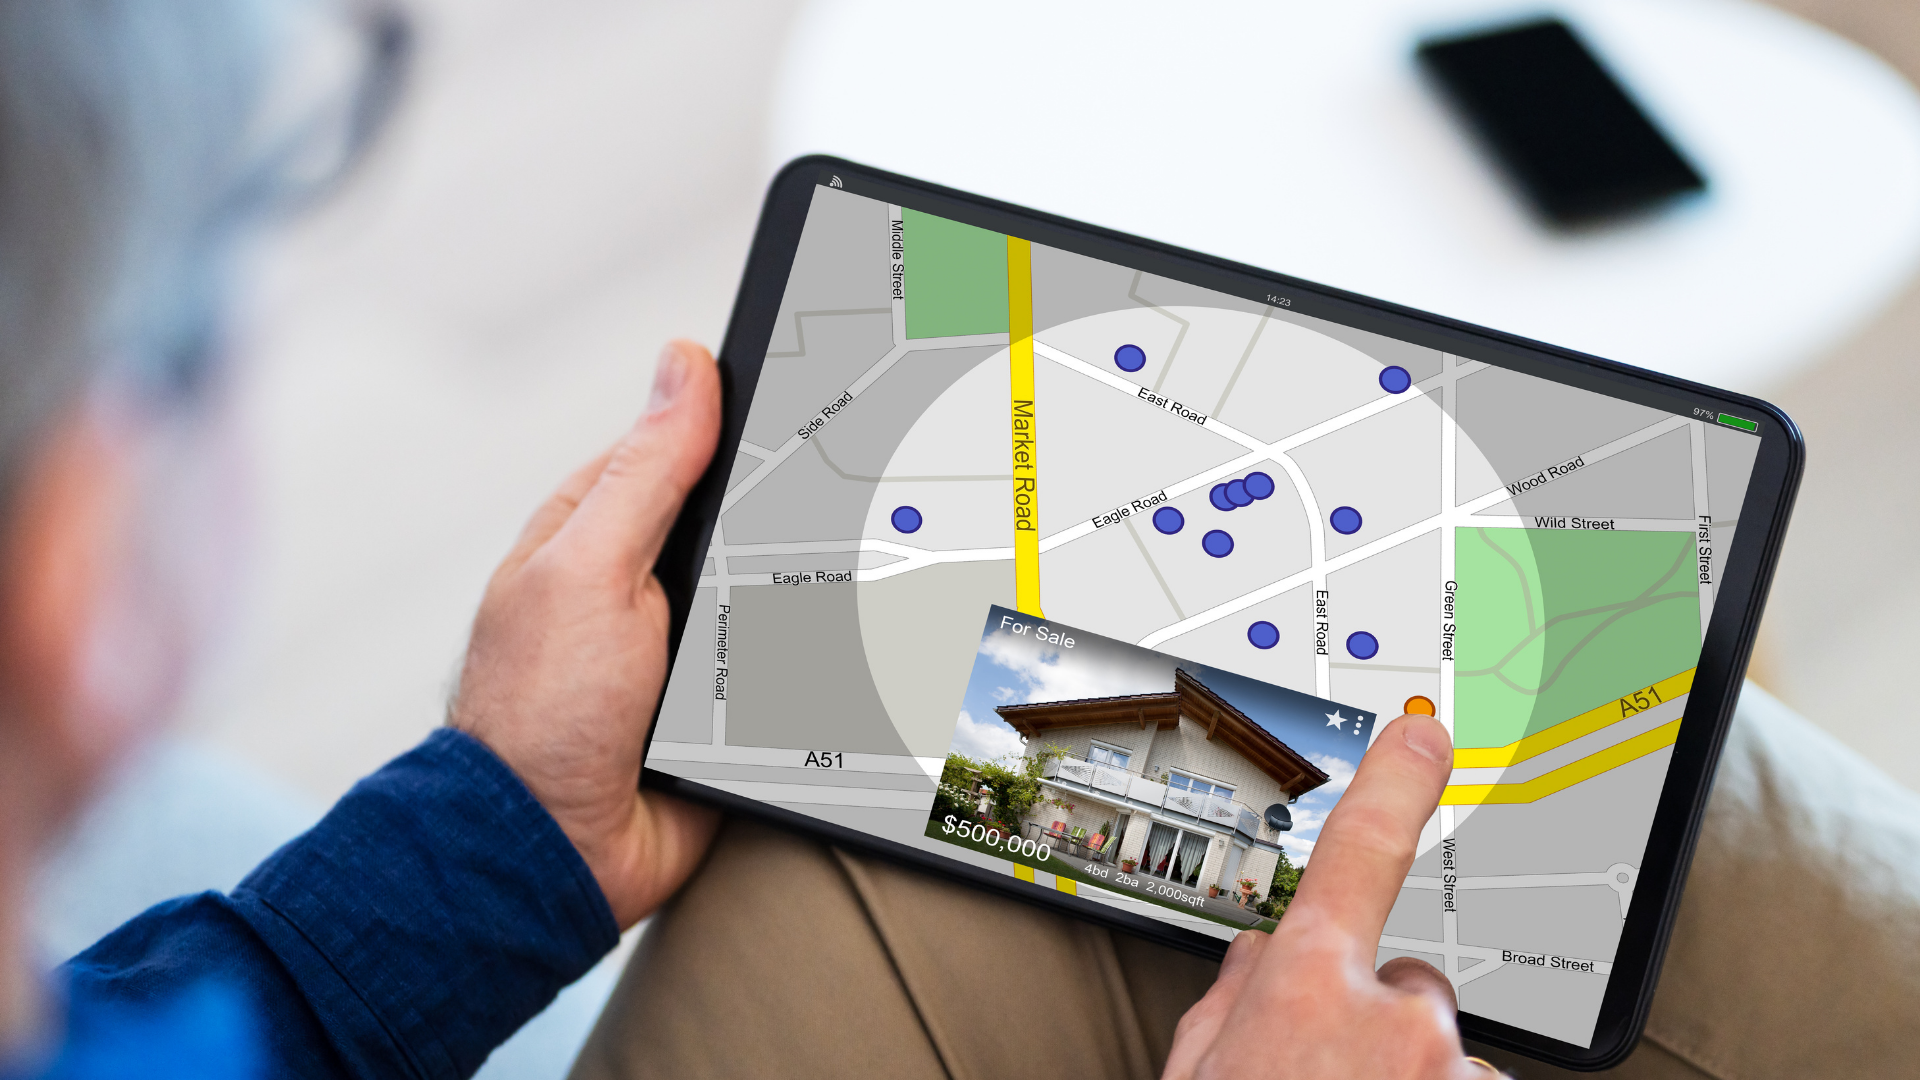 14:23
97%
Middle Street
Side Road
Market Road
East Road
Eagle Road
Wood Road
Wild Street
First Street
Eagle Road
Perimeter Road
East Road
Green Street
A51
A51
West Street
Broad Street
For Sale
$500,000
4bd 2ba 2,000sqft